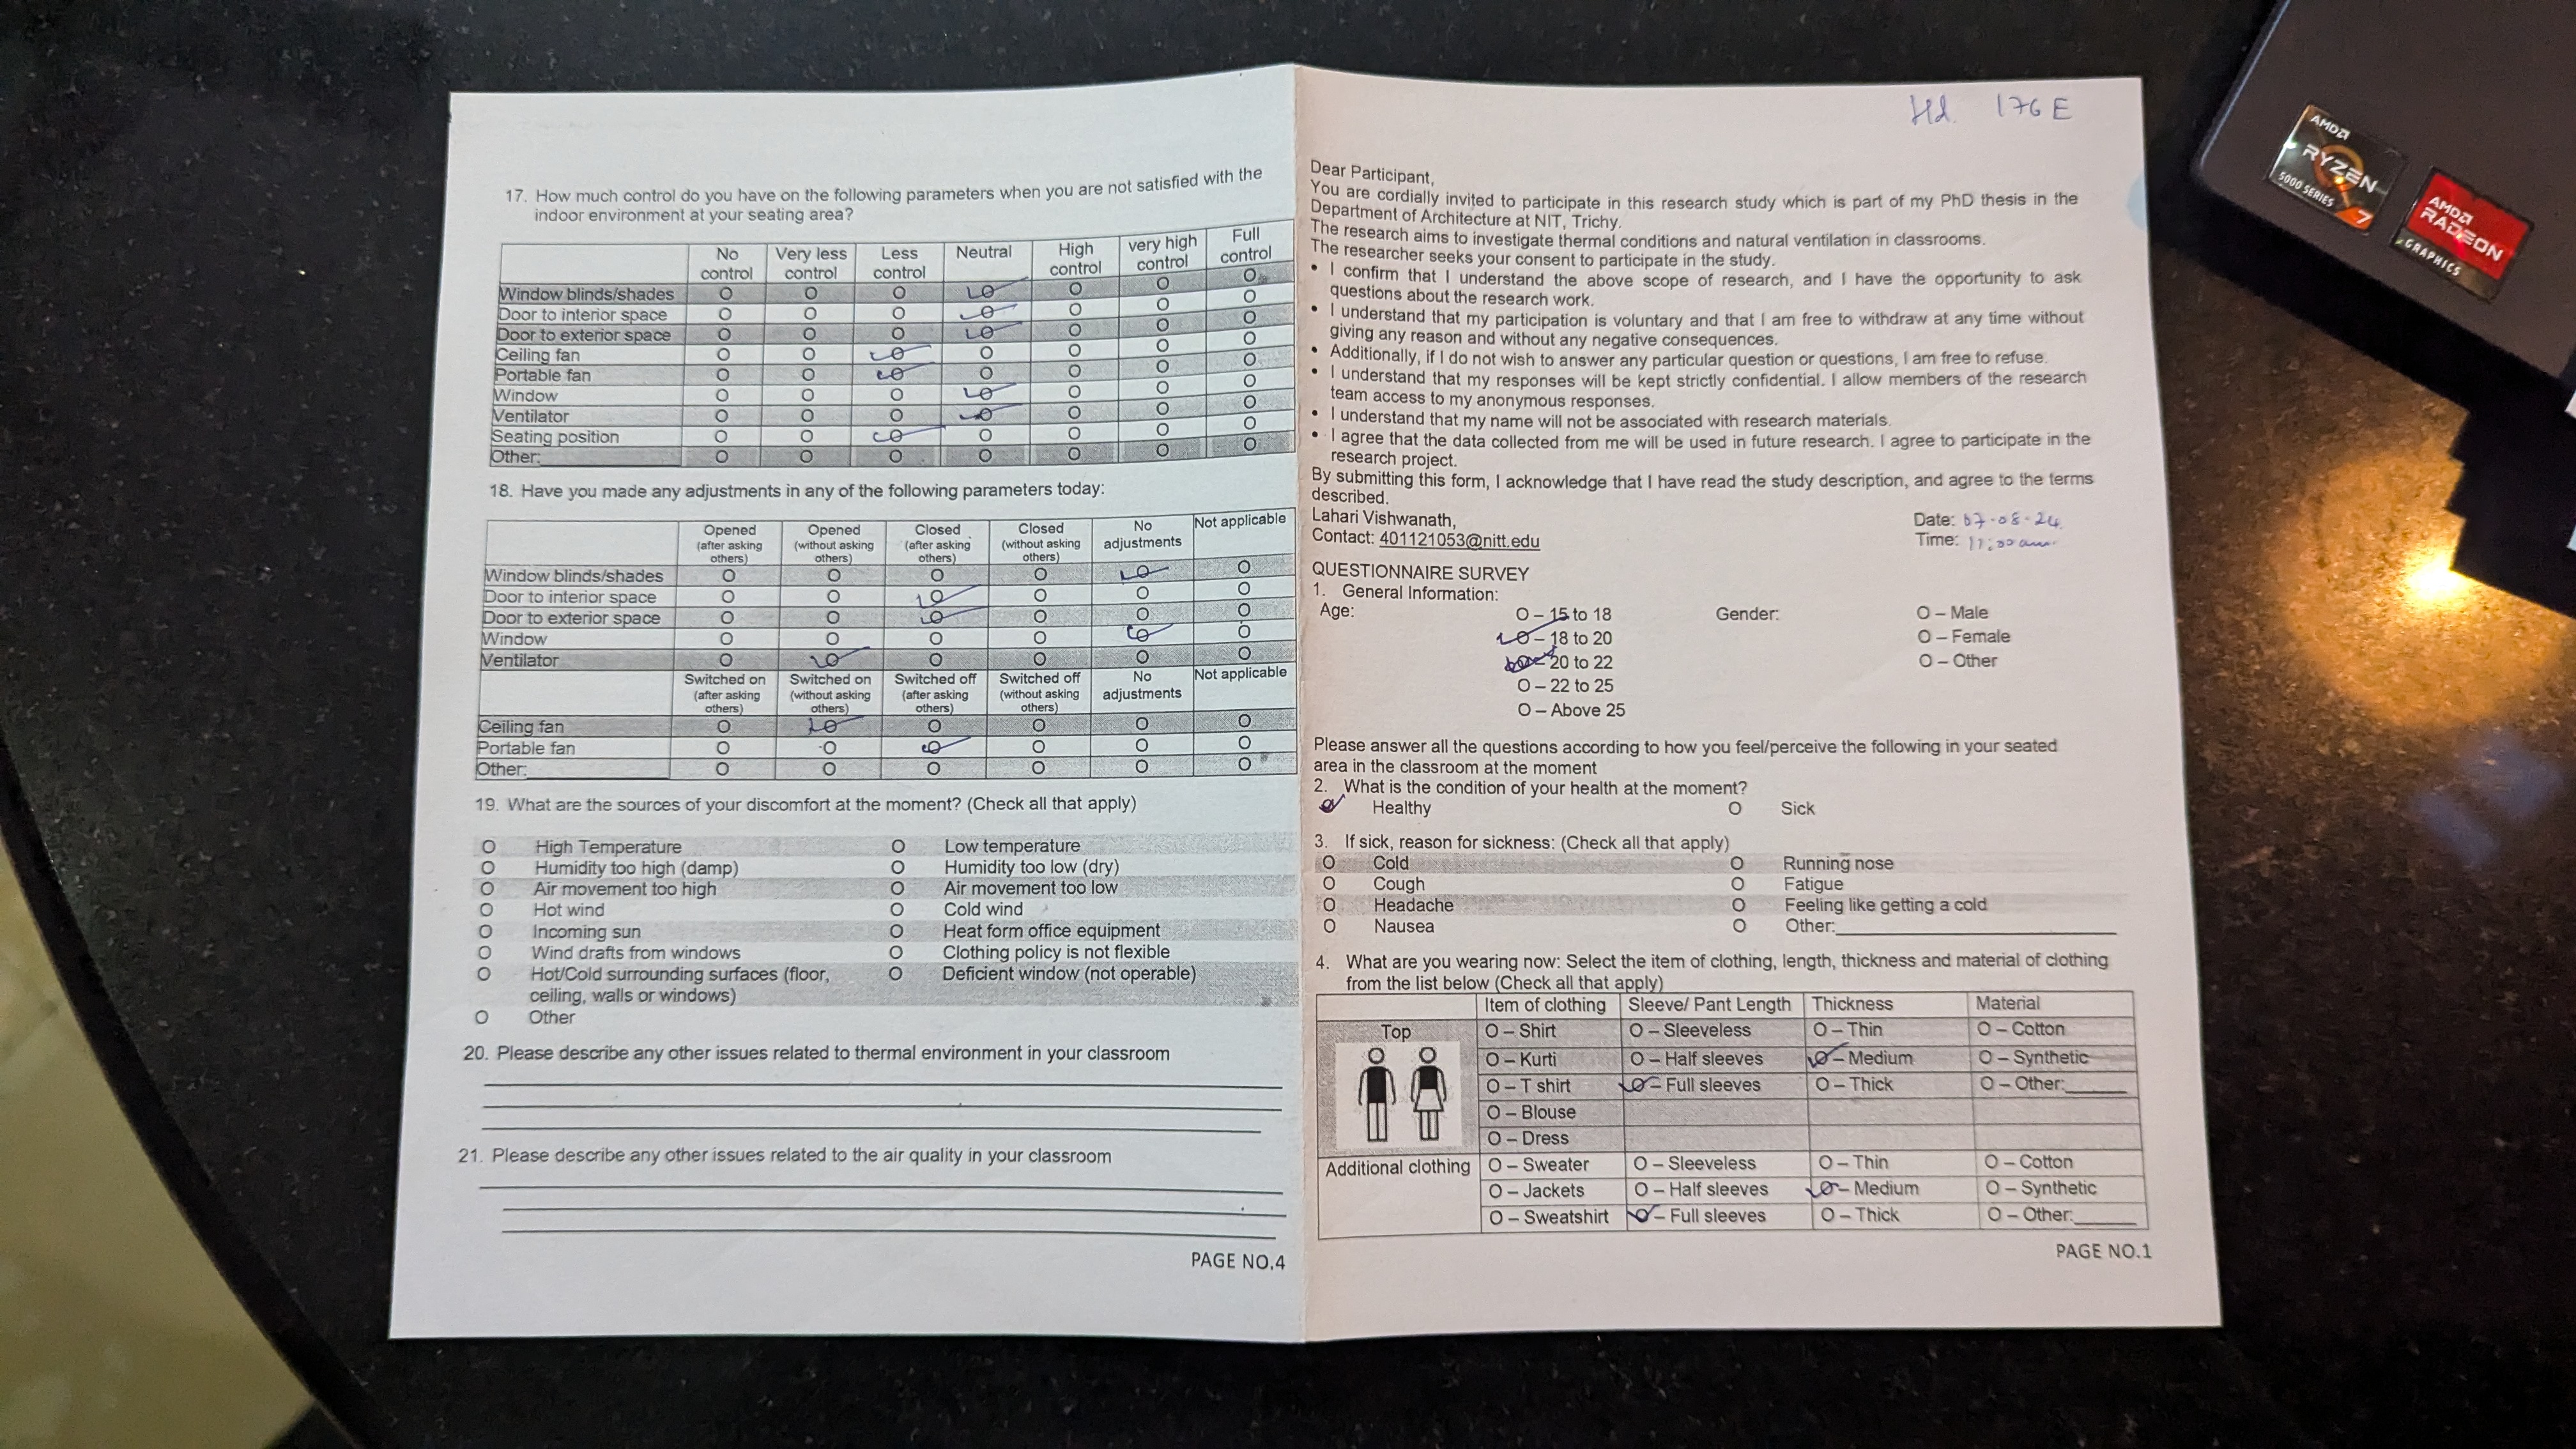 17. How much control do you have on the following parameters when you are not satisfied with the
indoor environment at your seating area?
No control Very less control Less control Neutral High control very high control Full control
Window blinds/shades O O O O O O O
Door to interior space O O O O O O O
Door to exterior space O O O O O O O
Ceiling fan O O O O O O O
Portable fan O O O O O O O
Window O O O O O O O
Ventilator O O O O O O O
Seating position O O O O O O O
Other: O O O O O O O
18. Have you made any adjustments in any of the following parameters today:
Opened (after asking others) Opened (without asking others) Closed (after asking others) Closed (without asking others) No adjustments Not applicable
Window blinds/shades O O O O O O
Door to interior space O O O O O O
Door to exterior space O O O O O O
Window O O O O O O
Ventilator O O O O O O
Switched on (after asking others) Switched on (without asking others) Switched off (after asking others) Switched off (without asking others) No adjustments Not applicable
Ceiling fan O O O O O O
Portable fan O O O O O O
Other: O O O O O O
19. What are the sources of your discomfort at the moment? (Check all that apply)
O High Temperature O Low temperature
O Humidity too high (damp) O Humidity too low (dry)
O Air movement too high O Air movement too low
O Hot wind O Cold wind
O Incoming sun O Heat form office equipment
O Wind drafts from windows O Clothing policy is not flexible
O Hot/Cold surrounding surfaces (floor, O Deficient window (not operable)
ceiling, walls or windows)
O Other
20. Please describe any other issues related to thermal environment in your classroom
21. Please describe any other issues related to the air quality in your classroom
PAGE NO.4
176 E
Dear Participant,
You are cordially invited to participate in this research study which is part of my PhD thesis in the
Department of Architecture at NIT, Trichy.
The research aims to investigate thermal conditions and natural ventilation in classrooms.
The researcher seeks your consent to participate in the study.
• I confirm that I understand the above scope of research, and I have the opportunity to ask
questions about the research work.
• I understand that my participation is voluntary and that I am free to withdraw at any time without
giving any reason and without any negative consequences.
• Additionally, if I do not wish to answer any particular question or questions, I am free to refuse.
• I understand that my responses will be kept strictly confidential. I allow members of the research
team access to my anonymous responses.
• I understand that my name will not be associated with research materials.
• I agree that the data collected from me will be used in future research. I agree to participate in the
research project.
By submitting this form, I acknowledge that I have read the study description, and agree to the terms
described.
Lahari Vishwanath, Date: 07-08-24
Contact: 401121053@nitt.edu Time: 11:00 am
QUESTIONNAIRE SURVEY
1. General Information:
Age: O – 15 to 18 Gender: O – Male
O – 18 to 20 O – Female
20 to 22 O – Other
O – 22 to 25
O – Above 25
Please answer all the questions according to how you feel/perceive the following in your seated
area in the classroom at the moment
2. What is the condition of your health at the moment?
O Healthy O Sick
3. If sick, reason for sickness: (Check all that apply)
O Cold O Running nose
O Cough O Fatigue
O Headache O Feeling like getting a cold
O Nausea O Other:
4. What are you wearing now: Select the item of clothing, length, thickness and material of clothing
from the list below (Check all that apply)
Item of clothing Sleeve/ Pant Length Thickness Material
Top O – Shirt O – Sleeveless O – Thin O – Cotton
O – Kurti O – Half sleeves O – Medium O – Synthetic
O – T shirt O – Full sleeves O – Thick O – Other:
O – Blouse
O – Dress
Additional clothing O – Sweater O – Sleeveless O – Thin O – Cotton
O – Jackets O – Half sleeves O – Medium O – Synthetic
O – Sweatshirt O – Full sleeves O – Thick O – Other:
PAGE NO.1
AMD
RYZEN
5000 SERIES 7
AMD
RADEON
GRAPHICS